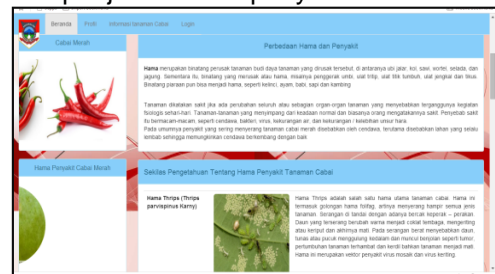 Beranda Profil Informasi tanaman Cabai Login
Cabai Merah
Perbedaan Hama dan Penyakit
Hama merupakan binatang perusak tanaman budi daya tanaman yang dirusak tersebut, di antaranya ubi jalar, kol, sawi, wortel, selada, dan
jagung. Sementara itu, binatang yang merusak atau hama, misalnya penggerek umbi, ulat titip, ulat titik tumbuh, ulat jengkal dan tikus.
Binatang piaraan pun bisa menjadi hama, seperti kelinci, ayam, babi, sapi dan kambing
Tanaman dikatakan sakit jika ada perubahan seluruh atau sebagian organ-organ tanaman yang menyebabkan terganggunya kegiatan
fisiologis sehari-hari. Tanaman-tanaman yang menyimpang dari keadaan normal dan biasanya orang mengatakannya sakit. Penyebab sakit
itu bermacam-macam, seperti cendawa, bakteri, virus, kekurangan air, dan kekurangan / kelebihan unsur hara.
Pada umumnya penyakit yang sering menyerang tanaman cabai merah disebabkan oleh cendawa, terutama disebabkan lahan yang selalu
lembab sehingga memungkinkan cendawa berkembang dengan baik
Hama Penyakit Cabai Merah
Sekilas Pengetahuan Tentang Hama Penyakit Tanaman Cabai
Hama Thrips (Thrips
parvispinus Karny)
Hama Thrips adalah salah satu hama utama tanaman cabai. Hama ini
termasuk golongan hama folifag, artinya menyerang hampir semua jenis
tanaman. Serangan di tandai dengan adanya bercak keperak – perakan.
Daun yang terserang berubah warna menjadi coklat tembaga, mengeriting
atau keriput dan akhirnya mati. Pada serangan berat menyebabkan daun,
tunas atau pucuk menggulung kedalam dan muncul benjolan seperti tumor,
pertumbuhan tanaman terhambat dan kerdil bahkan tanaman menjadi mati.
Hama ini merupakan vektor penyakit virus mosaik dan virus keriting.